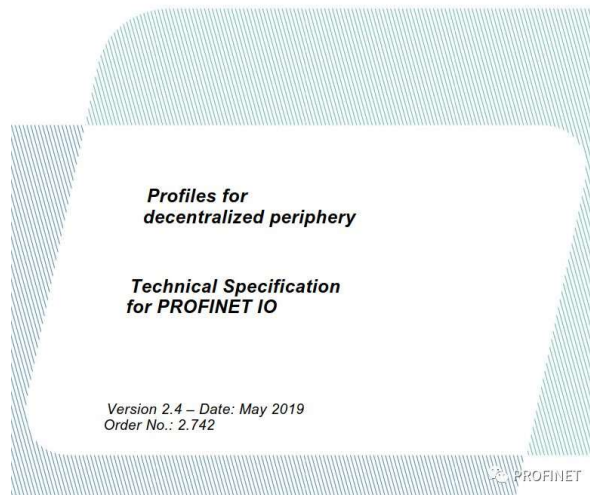 Profiles for
decentralized periphery
Technical Specification
for PROFINET IO
Version 2.4 – Date: May 2019
Order No.: 2.742
PROFINET